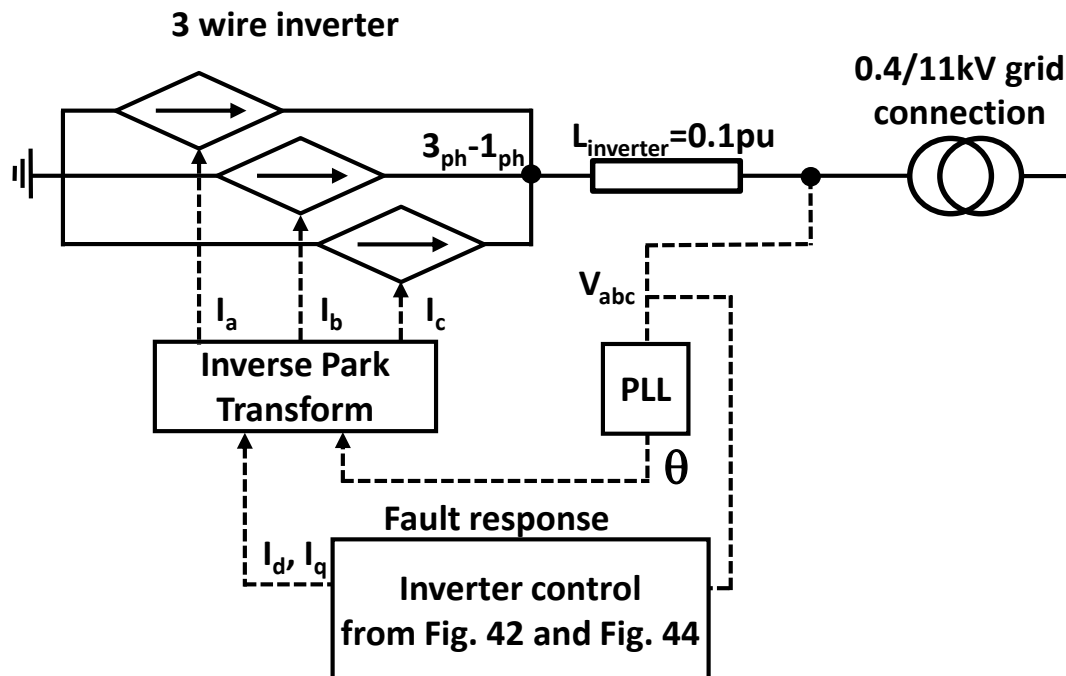 3 wire inverter
0.4/11kV grid
connection
3ph-1ph
Linverter=0.1pu
Vabc
Ia
Ib
Ic
Inverse Park
Transform
PLL
θ
Fault response
Id, Iq
Inverter control
from Fig. 42 and Fig. 44